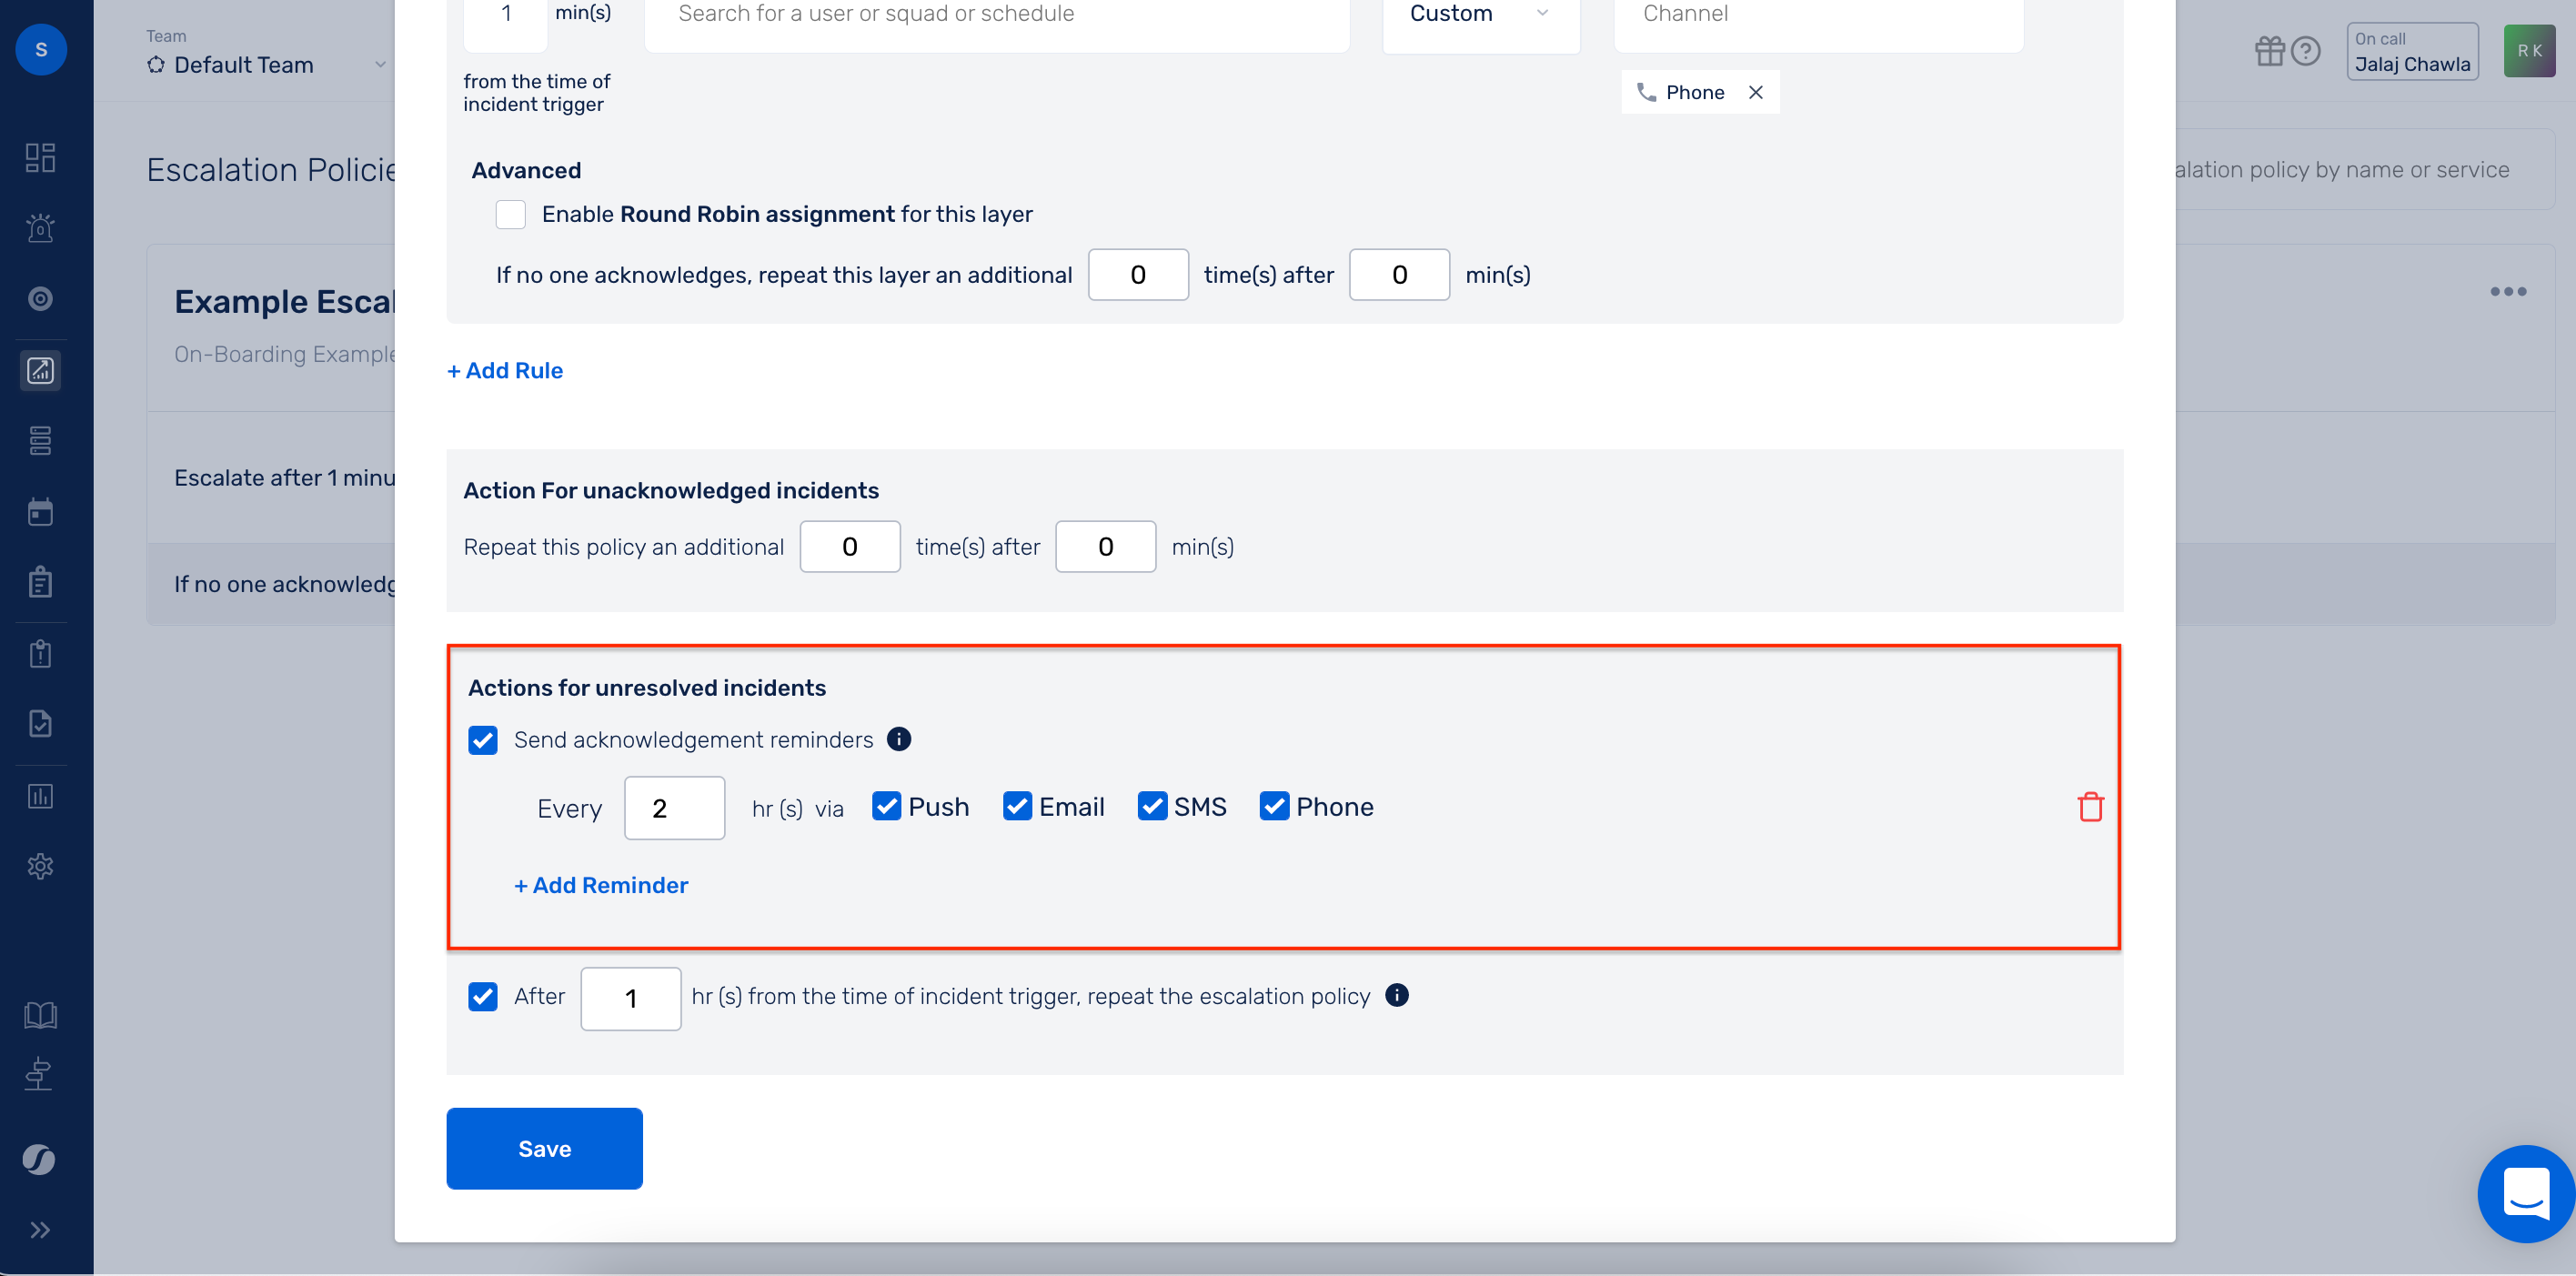 S
Team
Default Team
Escalation Policie
Example Escal
On-Boarding Example
Escalate after 1 minu
If no one acknowledg
1 min(s) Search for a user or squad or schedule Custom Channel
from the time of
incident trigger
Phone
Advanced
Enable Round Robin assignment for this layer
If no one acknowledges, repeat this layer an additional 0 time(s) after 0 min(s)
+ Add Rule
Action For unacknowledged incidents
Repeat this policy an additional 0 time(s) after 0 min(s)
Actions for unresolved incidents
Send acknowledgement reminders i
Every 2 hr (s) via Push Email SMS Phone
+ Add Reminder
After 1 hr (s) from the time of incident trigger, repeat the escalation policy i
Save
On call
Jalaj Chawla
R K
alation policy by name or service